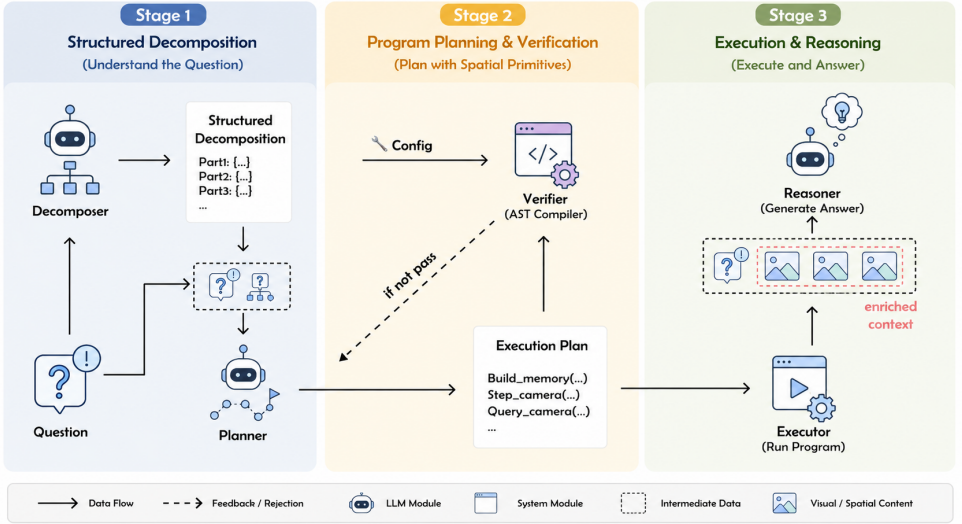 Stage 1
Structured Decomposition
(Understand the Question)
Decomposer
Structured
Decomposition
Part1: {...}
Part2: {...]
Part3: {...}
...
?
!
?
!
?
Question
Planner
Stage 2
Program Planning & Verification
(Plan with Spatial Primitives)
Config
</>
Verifier
(AST Compiler)
if not pass
Execution Plan
Build_memory(...)
Step_camera(...)
Query_camera(...)
...
Stage 3
Execution & Reasoning
(Execute and Answer)
Reasoner
(Generate Answer)
?
!
enriched
context
Executor
(Run Program)
Data Flow
Feedback / Rejection
LLM Module
System Module
Intermediate Data
Visual / Spatial Content